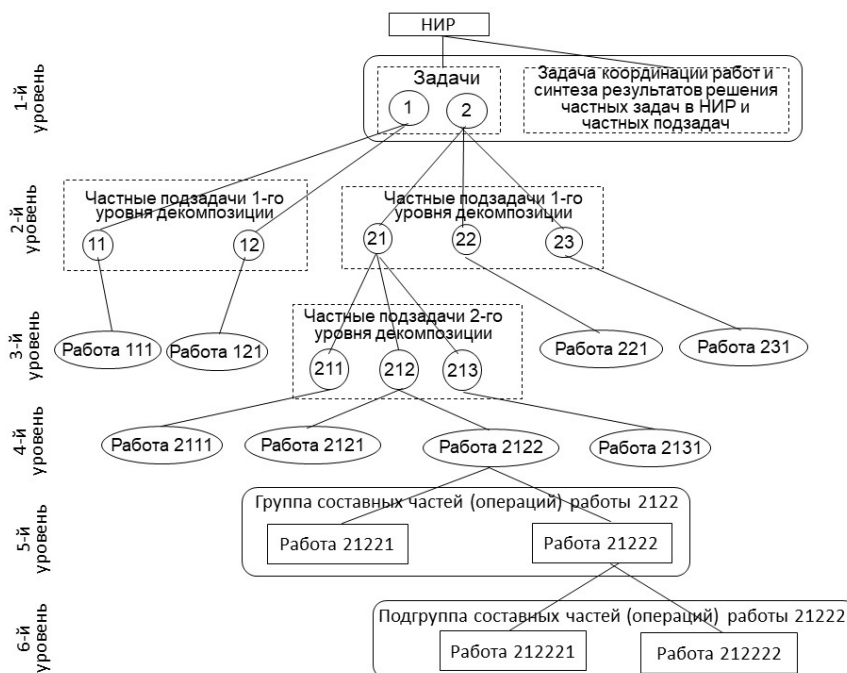 НИР
1-й
уровень
Задачи
1
2
Задача координации работ и
синтеза результатов решения
частных задач в НИР и
частных подзадач
2-й
уровень
Частные подзадачи 1-го
уровня декомпозиции
11
12
Частные подзадачи 1-го
уровня декомпозиции
21
22
23
3-й
уровень
Работа 111
Работа 121
Частные подзадачи 2-го
уровня декомпозиции
211
212
213
Работа 221
Работа 231
4-й
уровень
Работа 2111
Работа 2121
Работа 2122
Работа 2131
5-й
уровень
Группа составных частей (операций) работы 2122
Работа 21221
Работа 21222
6-й
уровень
Подгруппа составных частей (операций) работы 21222
Работа 212221
Работа 212222